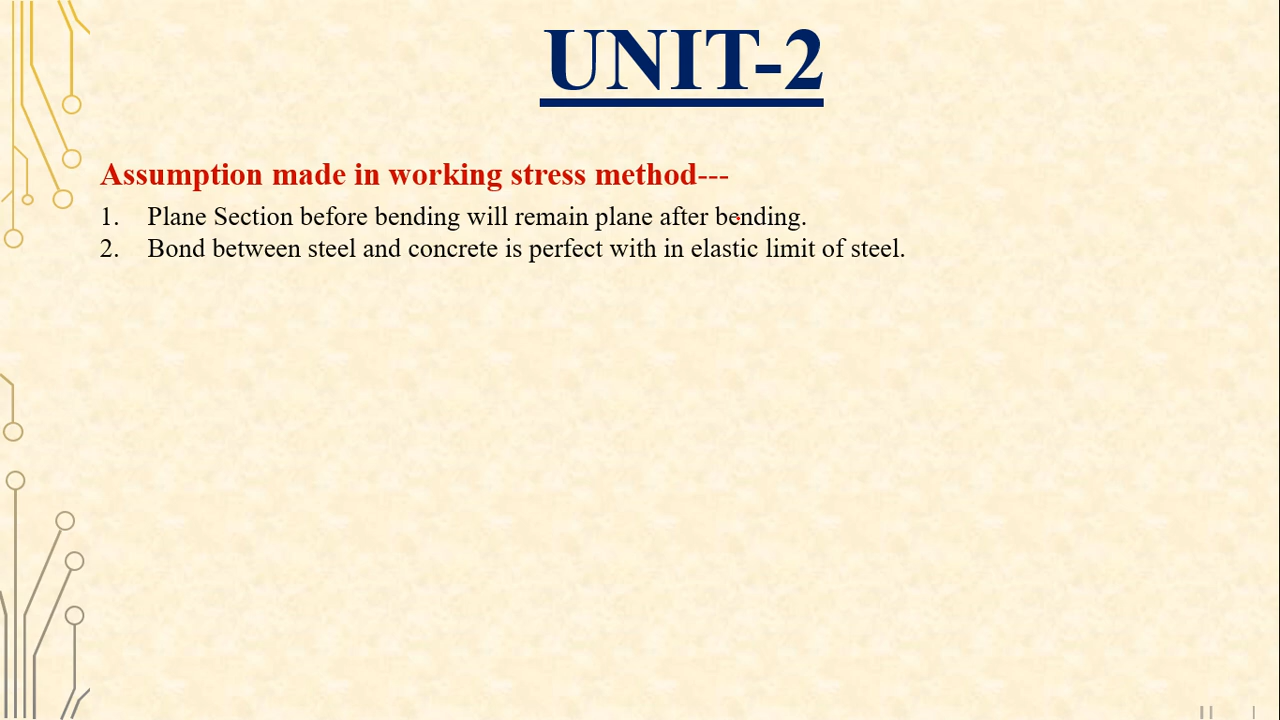 UNIT-2
Assumption made in working stress method---
1. Plane Section before bending will remain plane after bending.
2. Bond between steel and concrete is perfect with in elastic limit of steel.